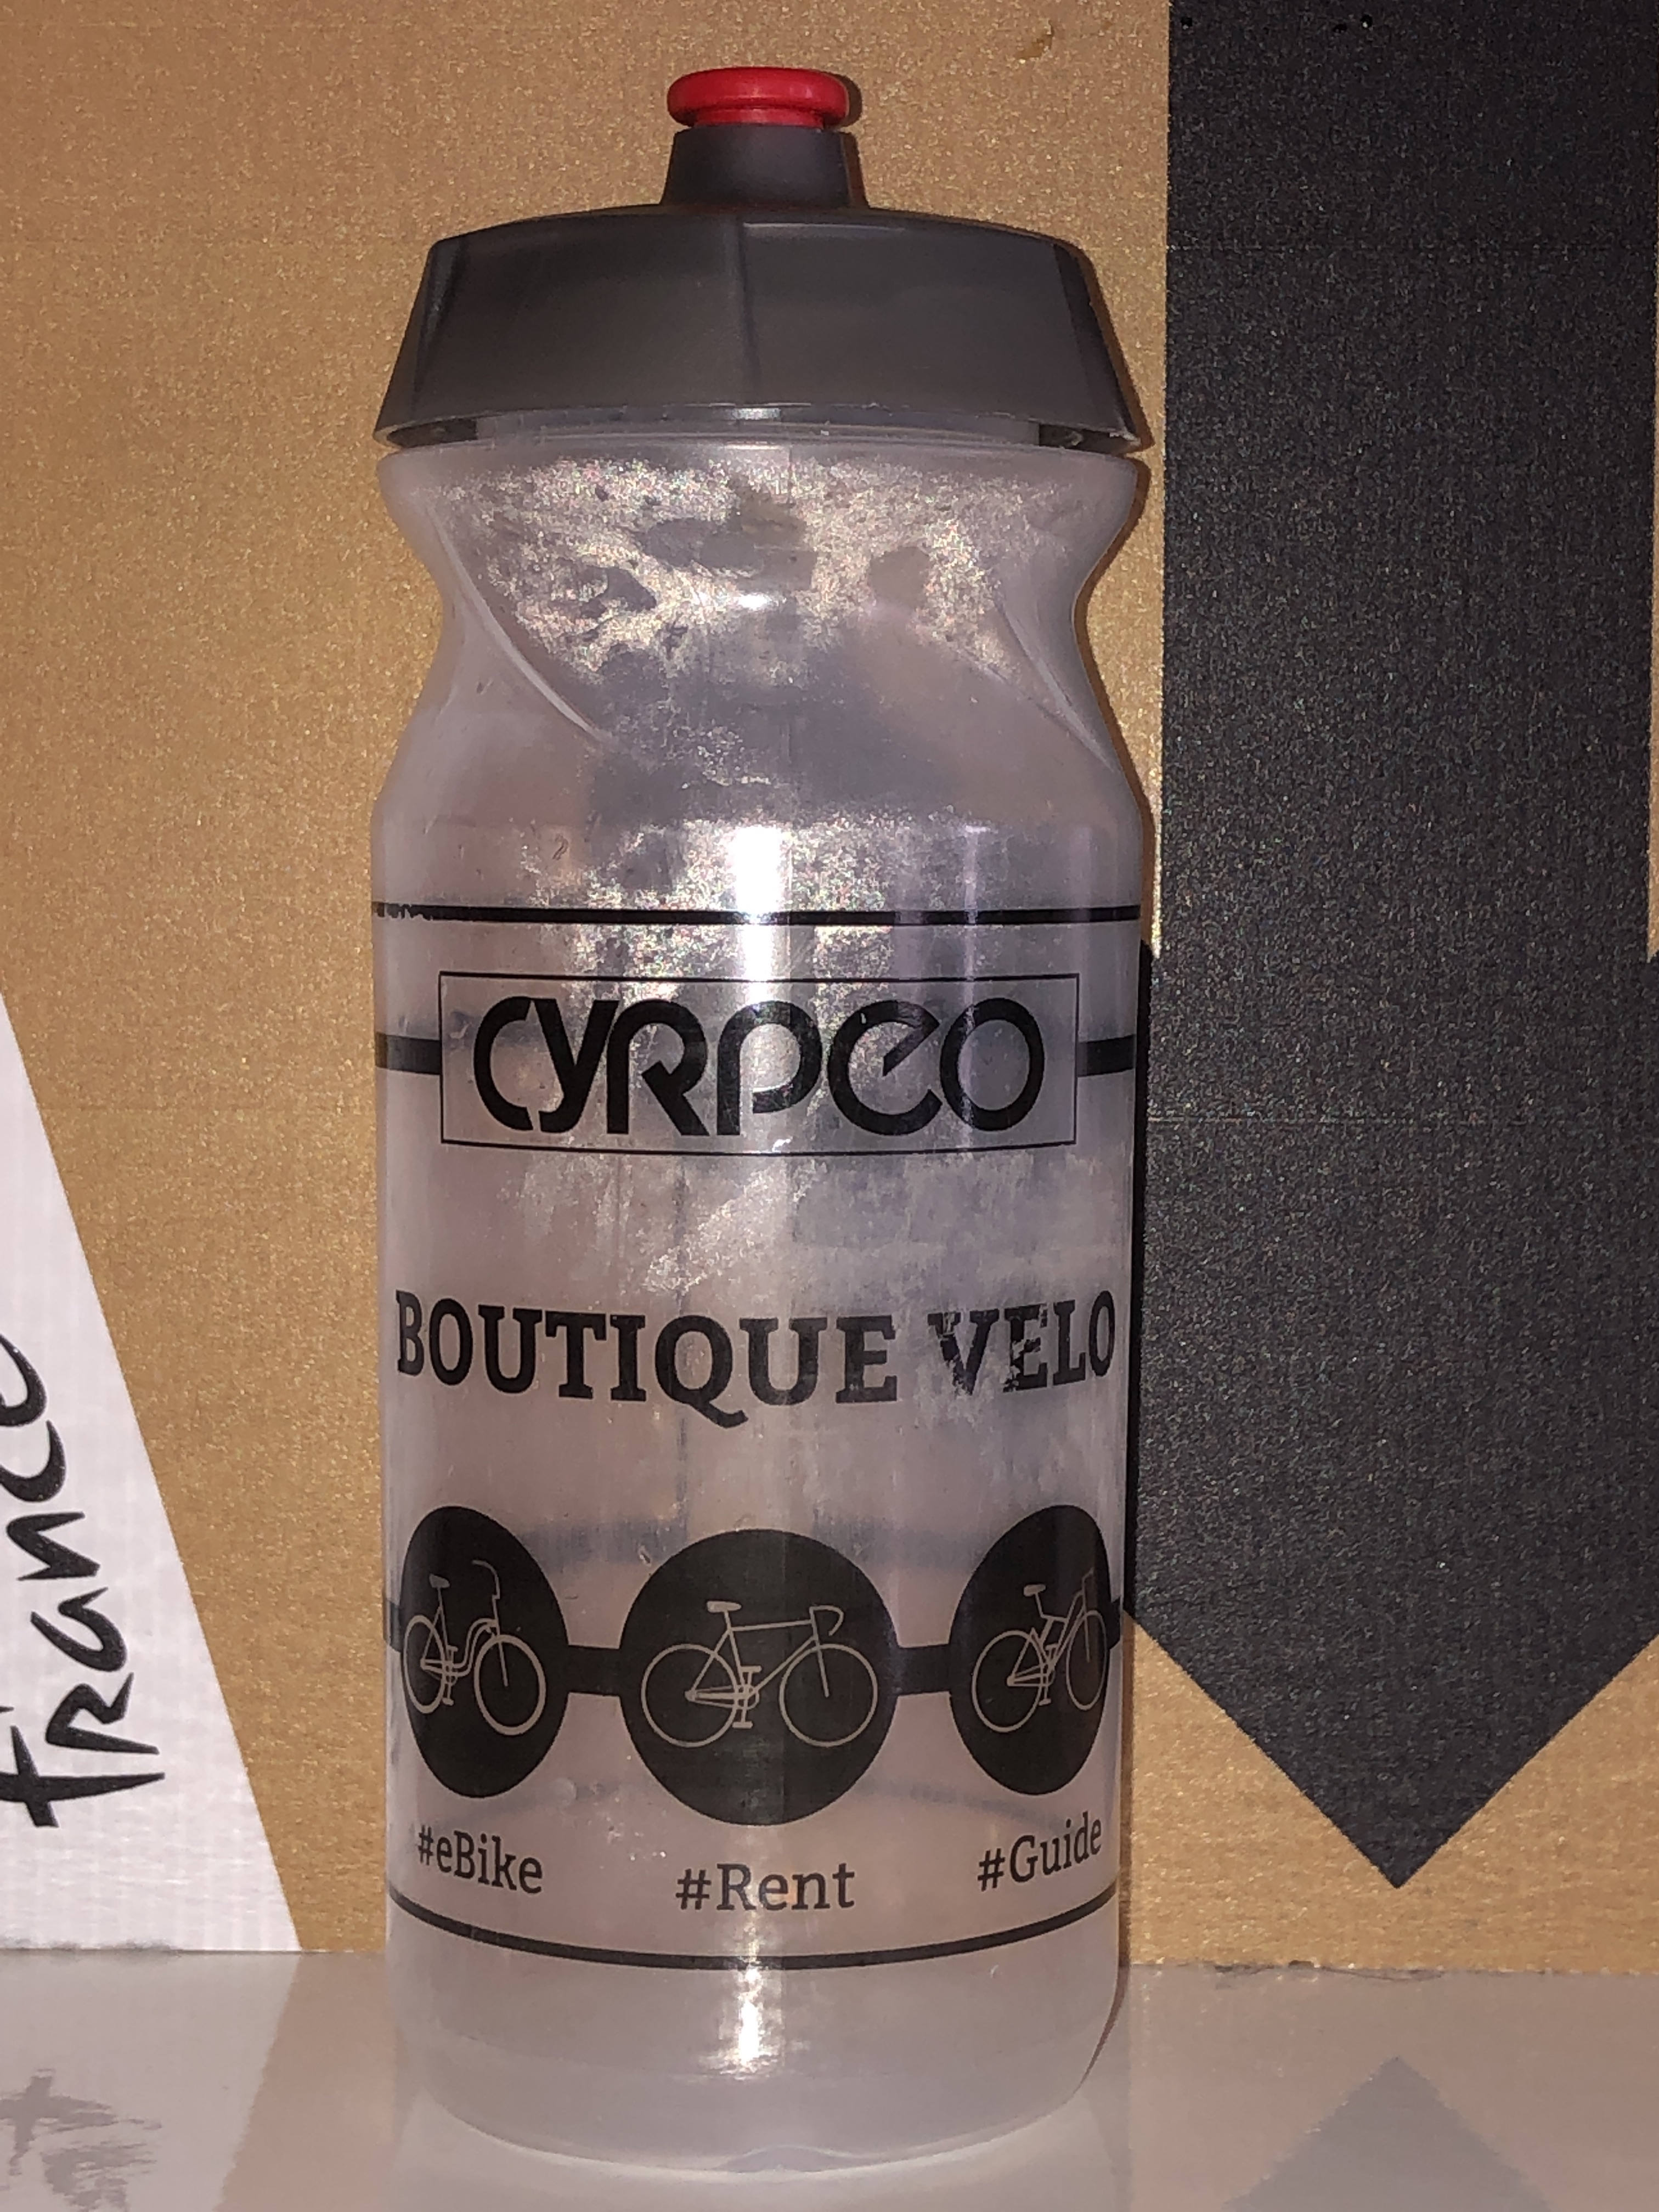 CYRPEO
BOUTIQUE VELO
#eBike #Rent #Guide
France